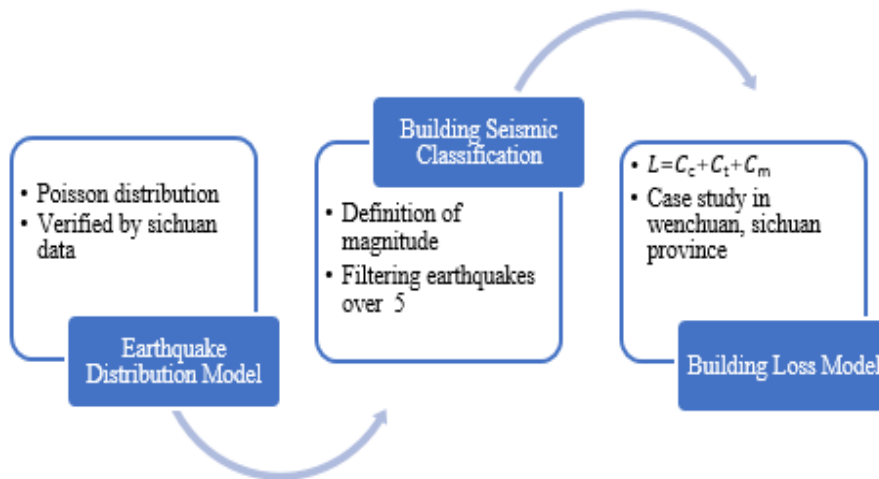 • Poisson distribution
• Verified by sichuan
data
Earthquake
Distribution Model
Building Seismic
Classification
• Definition of
magnitude
• Filtering earthquakes
over 5
• L=Cc+Ct+Cm
• Case study in
wenchuan, sichuan
province
Building Loss Model